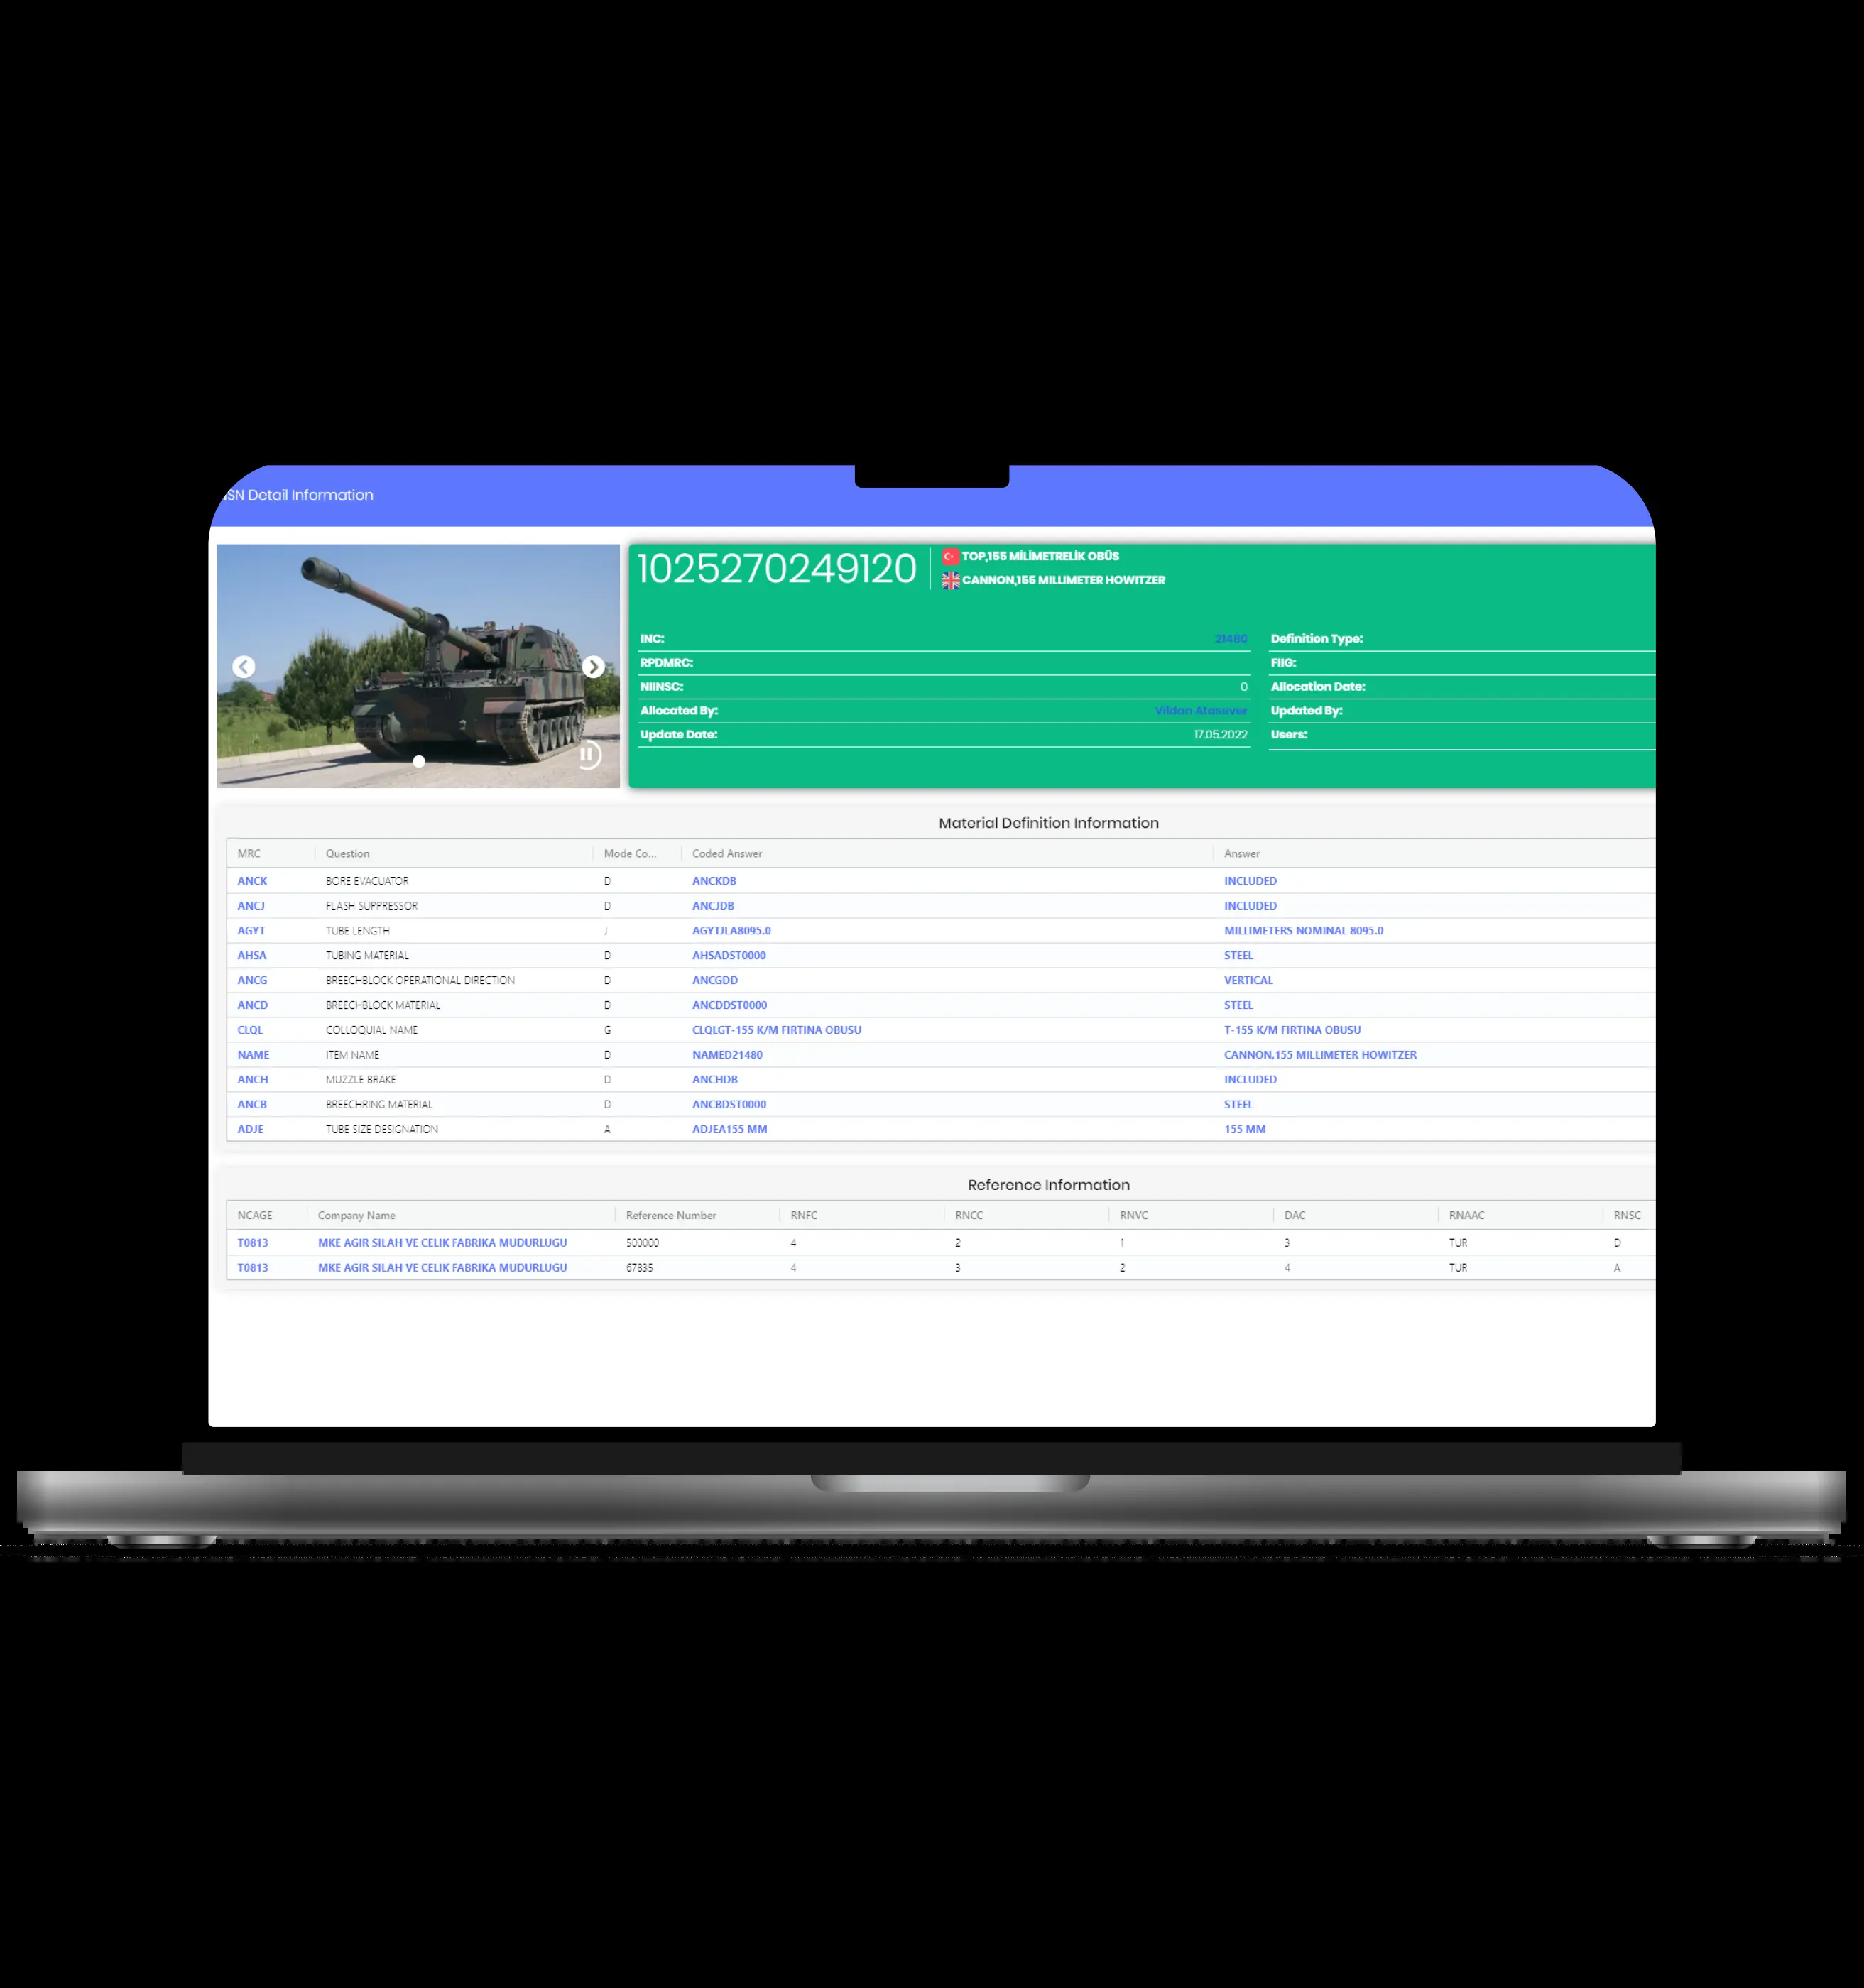 NSN Detail Information
1025270249120
TOP,155 MİLİMETRELİK OBÜS
CANNON,155 MILLIMETER HOWITZER
INC: 21480 Definition Type:
RPDMRC: FIIG:
NIINSC: 0 Allocation Date:
Allocated By: Vildan Atasever Updated By:
Update Date: 17.05.2022 Users:
Material Definition Information
MRC Question Mode Co... Coded Answer Answer
ANCK BORE EVACUATOR D ANCKDB INCLUDED
ANCJ FLASH SUPPRESSOR D ANCJDB INCLUDED
AGYT TUBE LENGTH J AGYTJLA8095.0 MILLIMETERS NOMINAL 8095.0
AHSA TUBING MATERIAL D AHSADST0000 STEEL
ANCG BREECHBLOCK OPERATIONAL DIRECTION D ANCGDD VERTICAL
ANCD BREECHBLOCK MATERIAL D ANCDDST0000 STEEL
CLQL COLLOQUIAL NAME G CLQLGT-155 K/M FIRTINA OBUSU T-155 K/M FIRTINA OBUSU
NAME ITEM NAME D NAMED21480 CANNON,155 MILLIMETER HOWITZER
ANCH MUZZLE BRAKE D ANCHDB INCLUDED
ANCB BREECHRING MATERIAL D ANCBDST0000 STEEL
ADJE TUBE SIZE DESIGNATION A ADJEA155 MM 155 MM
Reference Information
NCAGE Company Name Reference Number RNFC RNCC RNVC DAC RNAAC RNSC
T0813 MKE AGIR SILAH VE CELIK FABRIKA MUDURLUGU 500000 4 2 1 3 TUR D
T0813 MKE AGIR SILAH VE CELIK FABRIKA MUDURLUGU 67835 4 3 2 4 TUR A